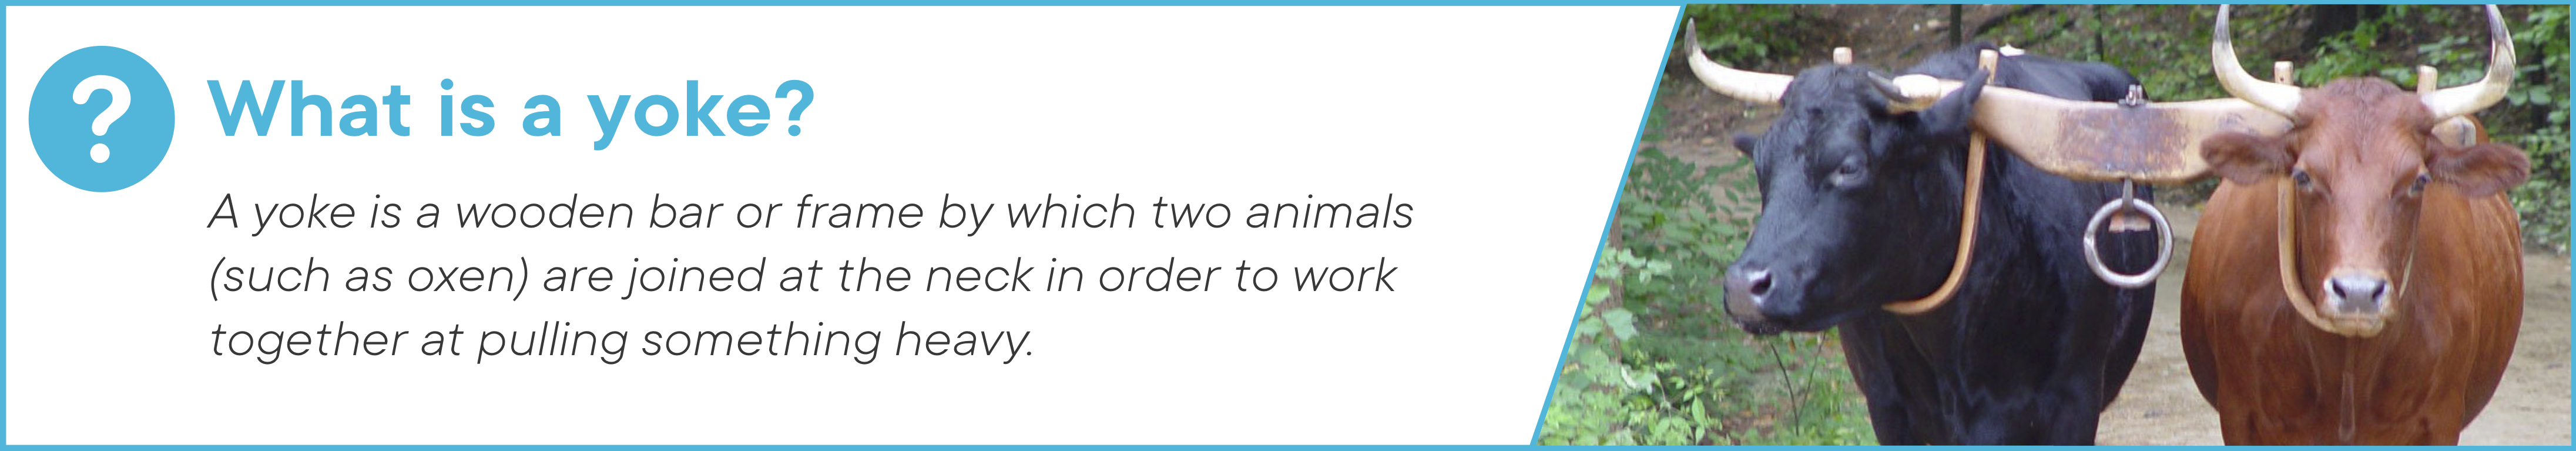 ?
What is a yoke?
A yoke is a wooden bar or frame by which two animals
(such as oxen) are joined at the neck in order to work
together at pulling something heavy.